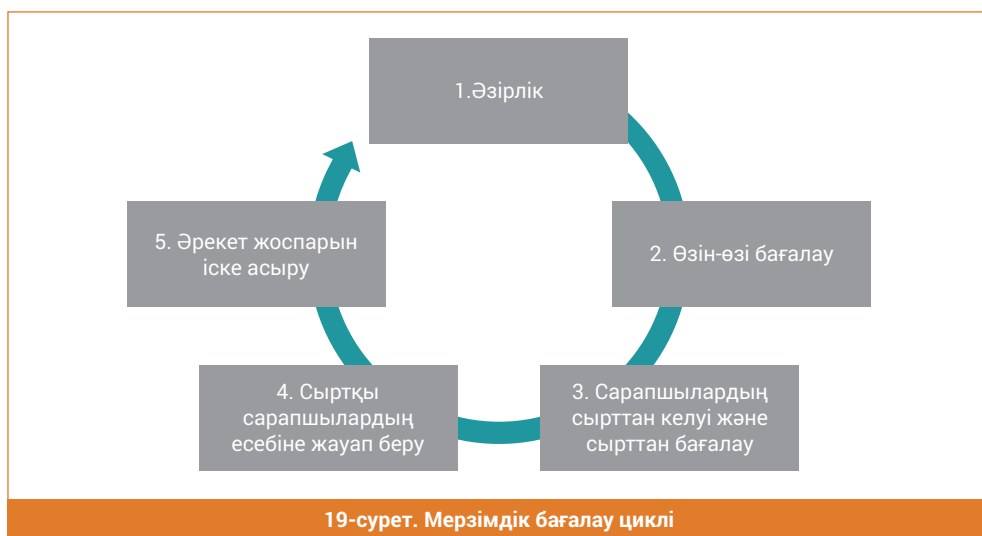 1.Әзірлік
2. Өзін-өзі бағалау
3. Сарапшылардың
сырттан келуі және
сырттан бағалау
4. Сыртқы
сарапшылардың
есебіне жауап беру
5. Әрекет жоспарын
іске асыру
19-сурет. Мерзімдік бағалау циклі